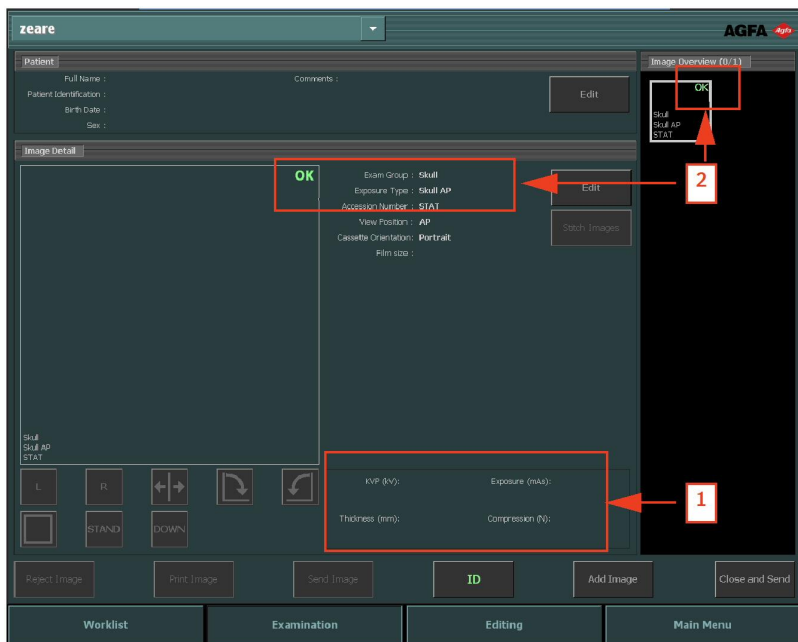 zeare
AGFA Agfa
Patient
Full Name :
Comments :
Patient Identification :
Birth Date :
Sex :
Edit
Image Overview (0/1)
OK
Skull
Skull AP
STAT
2
Image Detail
OK
Exam Group : Skull
Exposure Type : Skull AP
Accession Number : STAT
View Position : AP
Cassette Orientation: Portrait
Film size :
Edit
Stitch Images
Skull
Skull AP
STAT
L
R
STAND
DOWN
KVP (kV):
Exposure (mAs):
Thickness (mm):
Compression (N):
1
Reject Image
Print Image
Send Image
ID
Add Image
Close and Send
Worklist
Examination
Editing
Main Menu